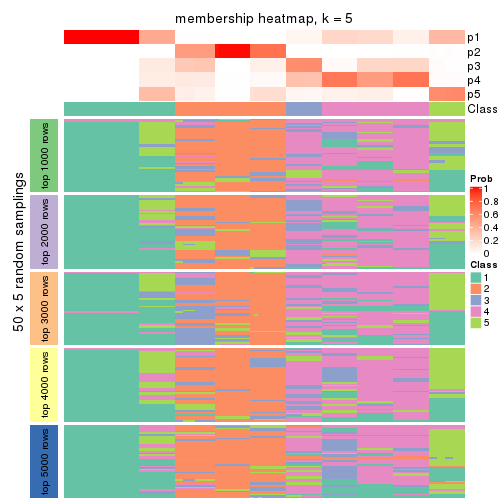 membership heatmap, k = 5
p1
p2
p3
p4
p5
Class
50 x 5 random samplings
top 1000 rows
top 2000 rows
top 3000 rows
top 4000 rows
top 5000 rows
Prob
1
0.8
0.6
0.4
0.2
0
Class
1
2
3
4
5